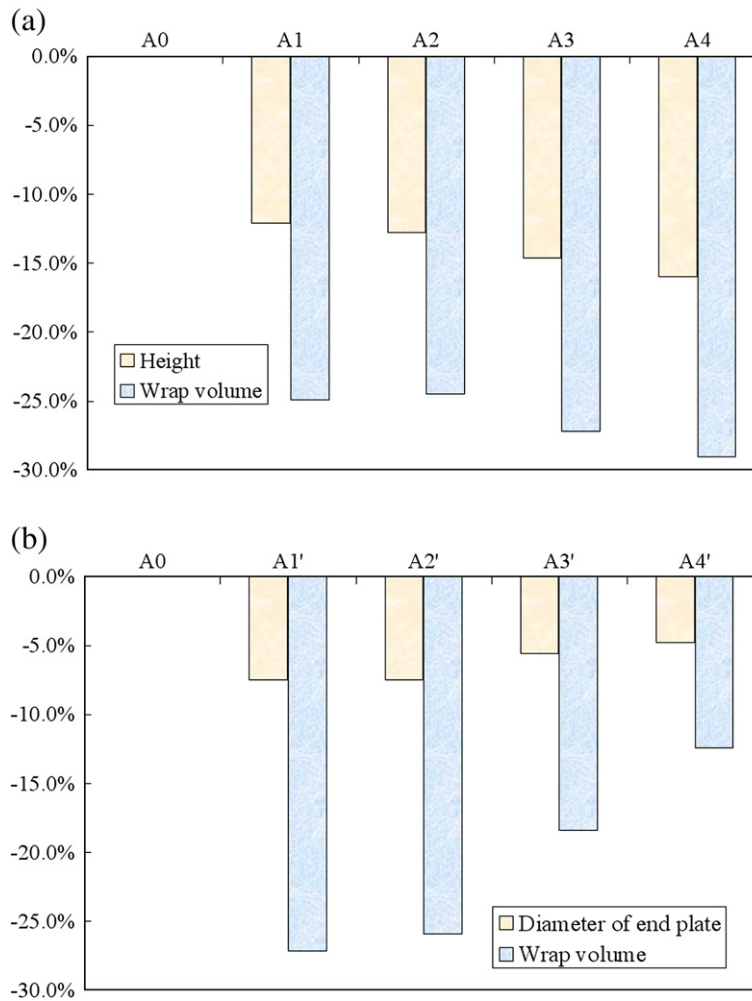 (a)
A0 A1 A2 A3 A4
0.0%
-5.0%
-10.0%
-15.0%
-20.0%
-25.0%
-30.0%
Height
Wrap volume
(b)
A0 A1' A2' A3' A4'
0.0%
-5.0%
-10.0%
-15.0%
-20.0%
-25.0%
-30.0%
Diameter of end plate
Wrap volume